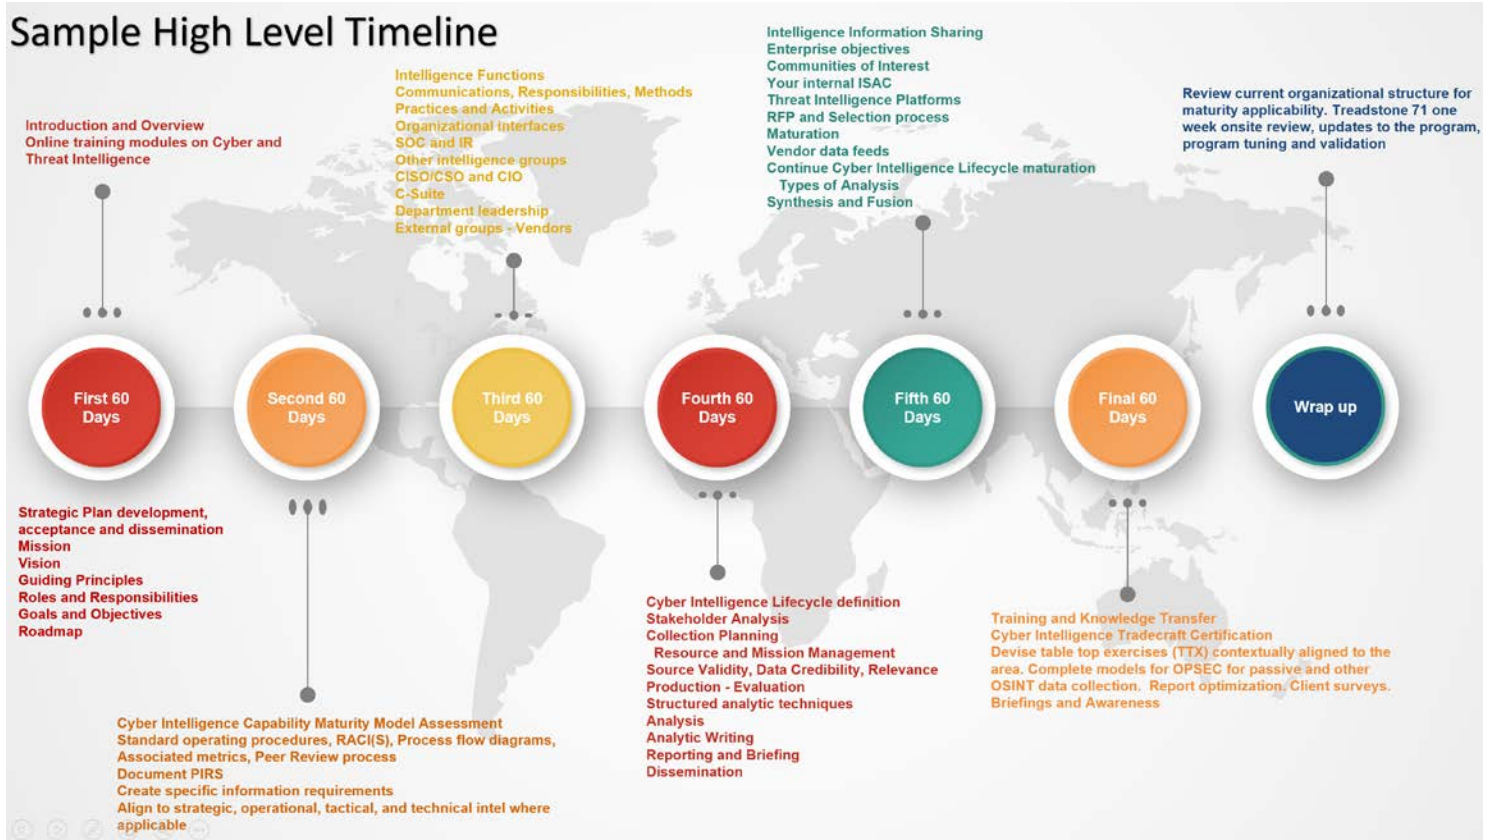 Sample High Level Timeline
Introduction and Overview
Online training modules on Cyber and
Threat Intelligence
Intelligence Functions
Communications, Responsibilities, Methods
Practices and Activities
Organizational interfaces
SOC and IR
Other intelligence groups
CISO/CSO and CIO
C-Suite
Department leadership
External groups - Vendors
Intelligence Information Sharing
Enterprise objectives
Communities of Interest
Your internal ISAC
Threat Intelligence Platforms
RFP and Selection process
Maturation
Vendor data feeds
Continue Cyber Intelligence Lifecycle maturation
Types of Analysis
Synthesis and Fusion
Review current organizational structure for
maturity applicability. Treadstone 71 one
week onsite review, updates to the program,
program tuning and validation
First 60
Days
Second 60
Days
Third 60
Days
Fourth 60
Days
Fifth 60
Days
Final 60
Days
Wrap up
Strategic Plan development,
acceptance and dissemination
Mission
Vision
Guiding Principles
Roles and Responsibilities
Goals and Objectives
Roadmap
Cyber Intelligence Capability Maturity Model Assessment
Standard operating procedures, RACI(S), Process flow diagrams,
Associated metrics, Peer Review process
Document PIRS
Create specific information requirements
Align to strategic, operational, tactical, and technical intel where
applicable
Cyber Intelligence Lifecycle definition
Stakeholder Analysis
Collection Planning
Resource and Mission Management
Source Validity, Data Credibility, Relevance
Production - Evaluation
Structured analytic techniques
Analysis
Analytic Writing
Reporting and Briefing
Dissemination
Training and Knowledge Transfer
Cyber Intelligence Tradecraft Certification
Devise table top exercises (TTX) contextually aligned to the
area. Complete models for OPSEC for passive and other
OSINT data collection. Report optimization. Client surveys.
Briefings and Awareness